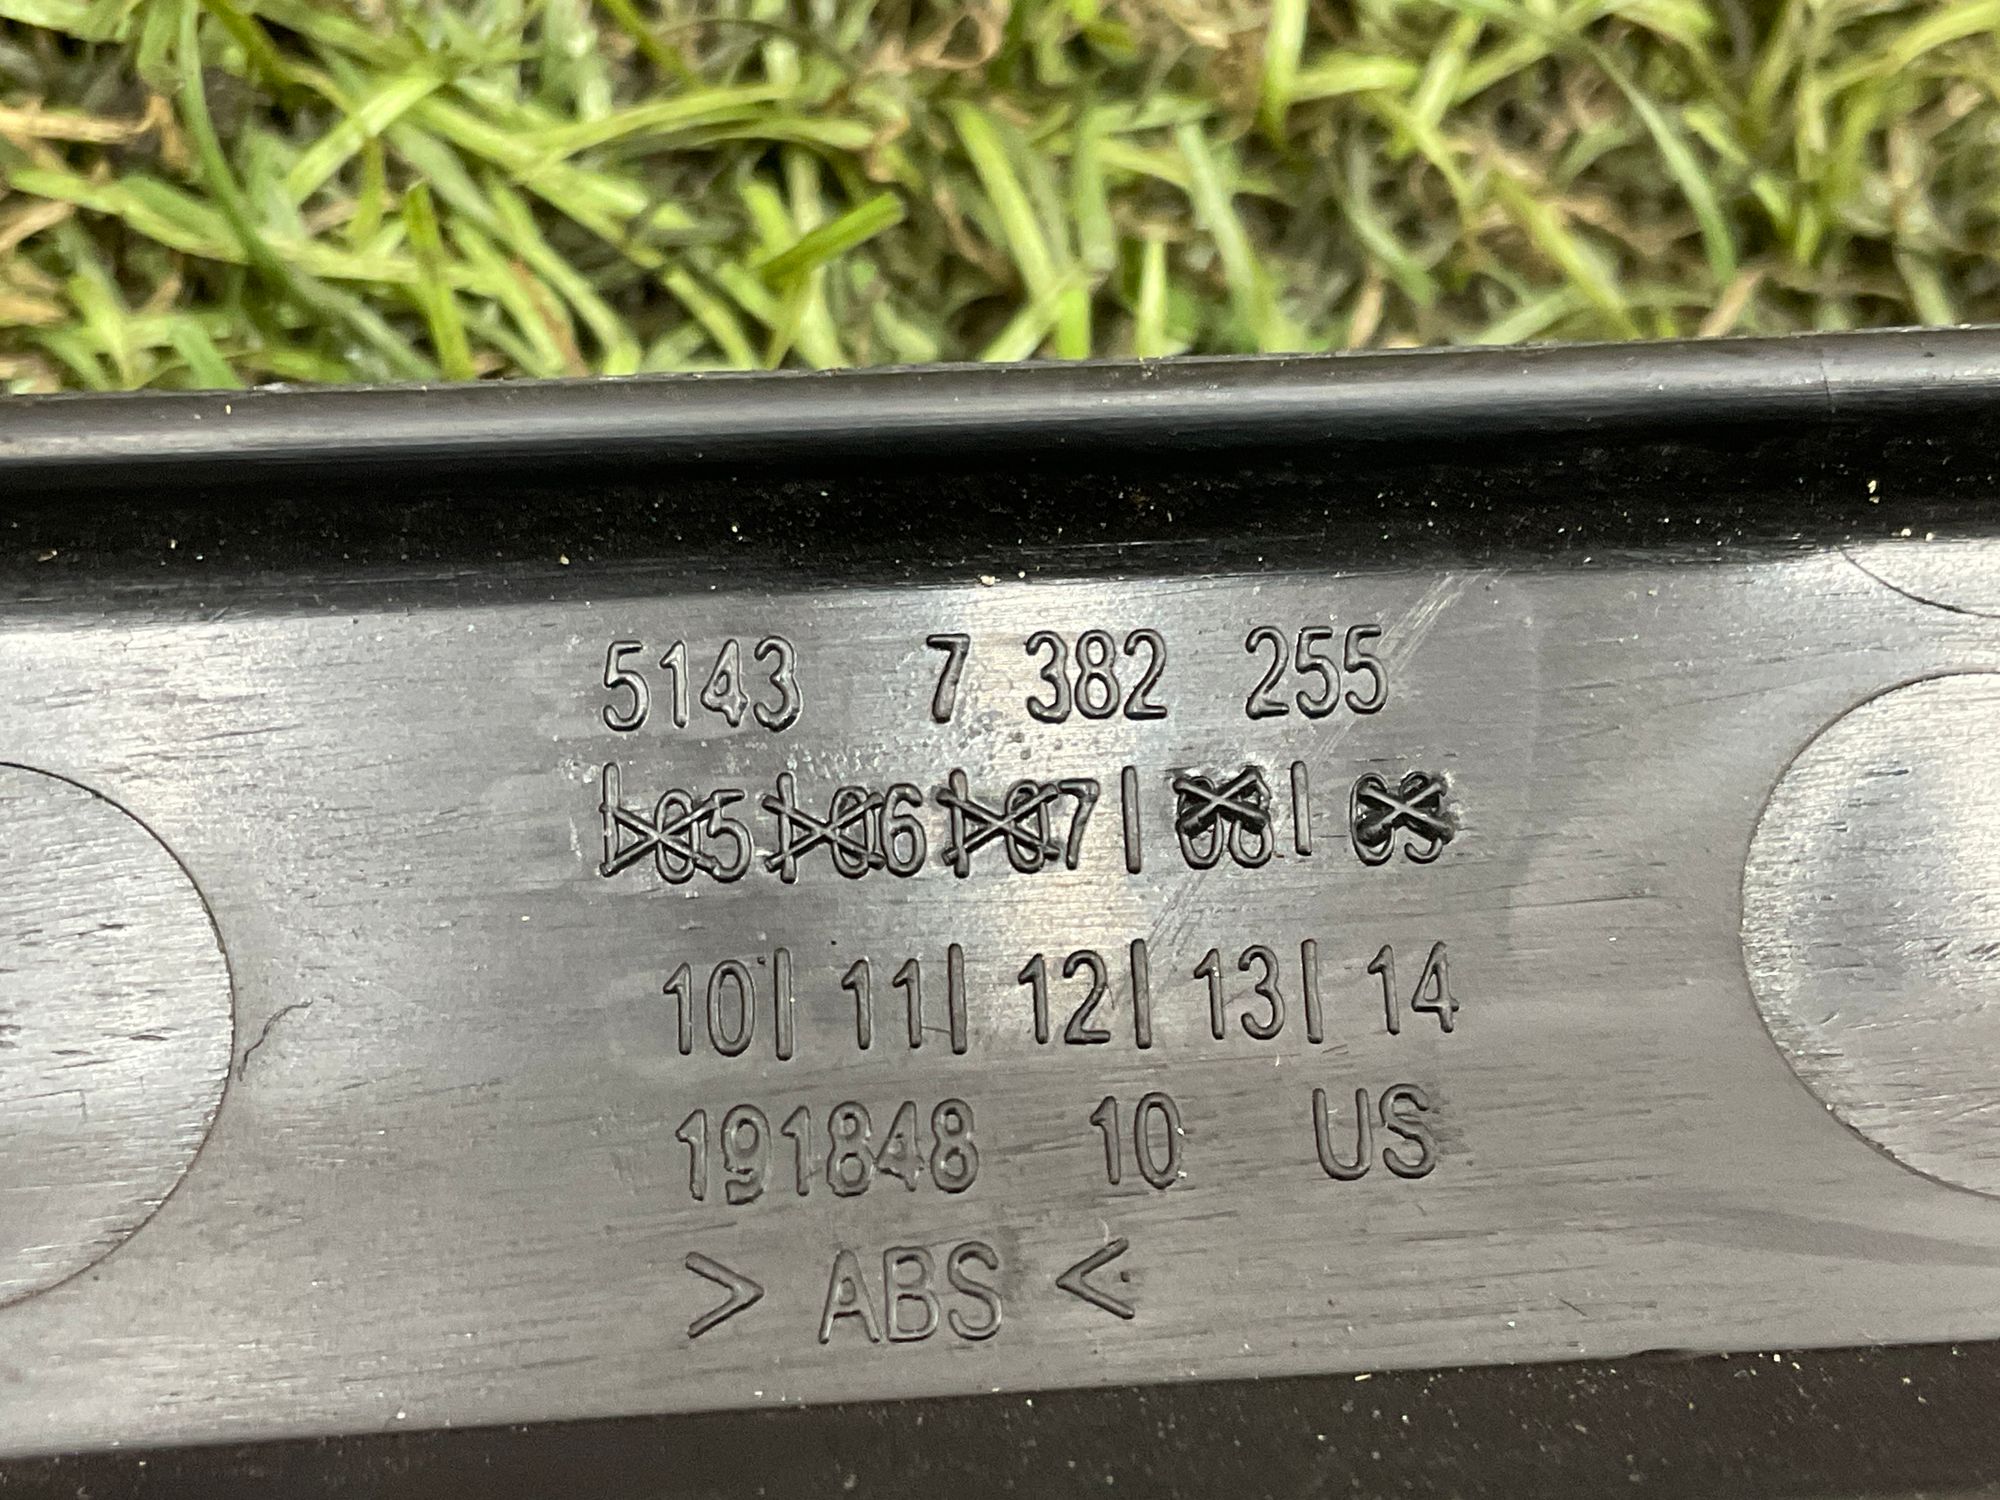 5143 7 382 255
|05|06|07| 08| 09
10| 11| 12| 13| 14
191848 10 US
> ABS <